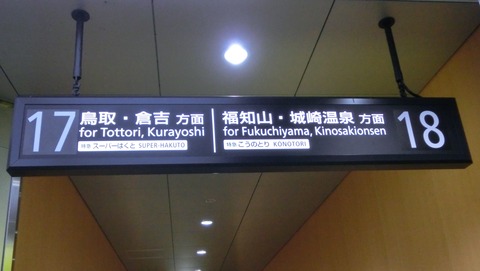 17 鳥取・倉吉 方面
for Tottori, Kurayoshi
特急 スーパーはくと SUPER-HAKUTO
福知山・城崎温泉 方面 18
for Fukuchiyama, Kinosakionsen
特急 こうのとり KONOTORI